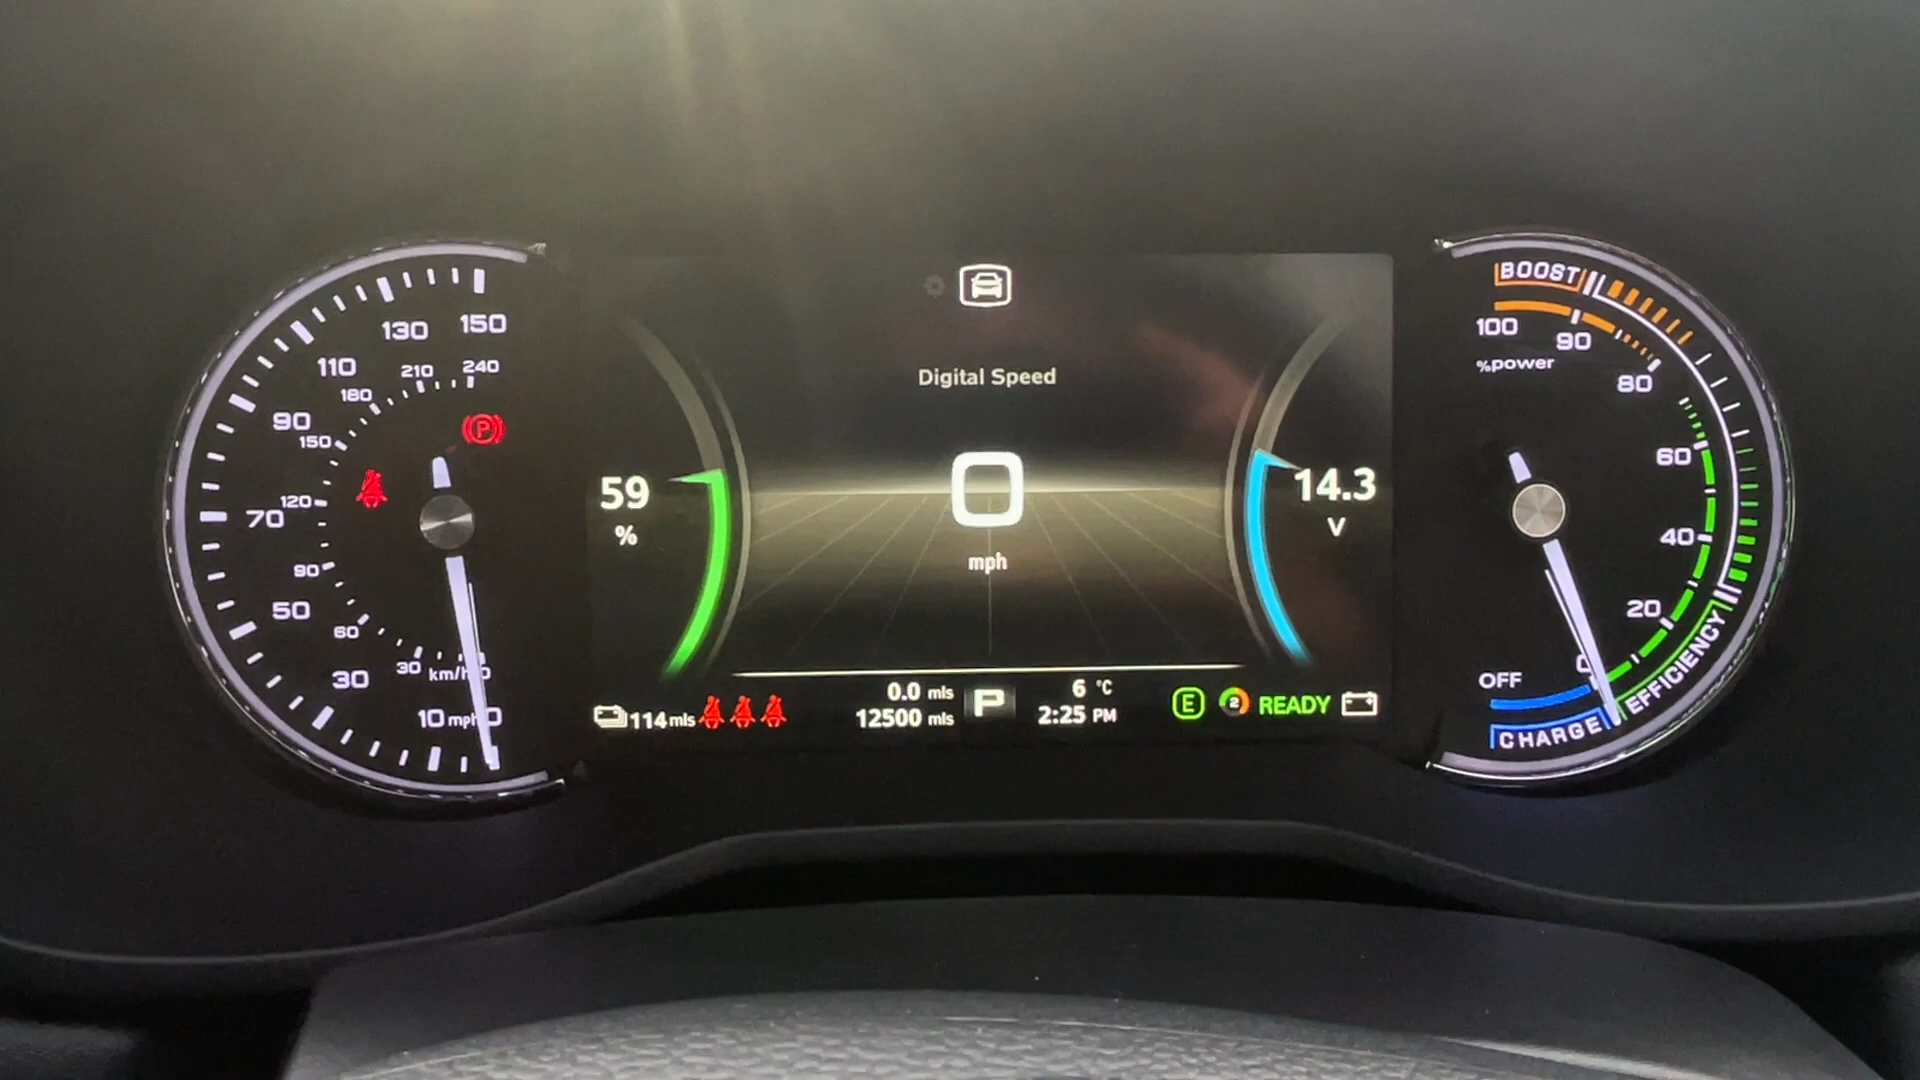 150
130
110
90
70
50
30
10 mph 0
240
210
180
150
120
90
60
30 km/h 0
P
Digital Speed
0
mph
59
%
14.3
V
114 mls
0.0 mls
12500 mls
P
6 °C
2:25 PM
E
2
READY
BOOST
100
90
%power
80
60
40
20
0
OFF
EFFICIENCY
CHARGE